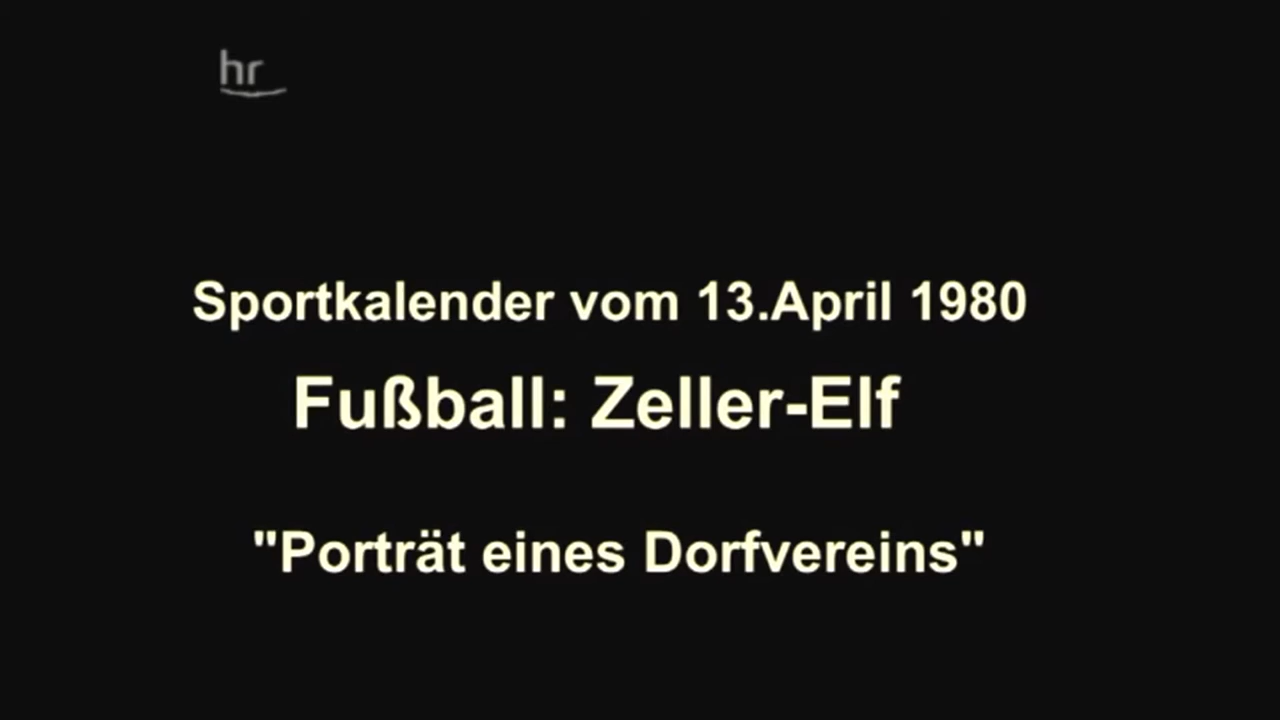 hr
Sportkalender vom 13.April 1980
Fußball: Zeller-Elf
"Porträt eines Dorfvereins"